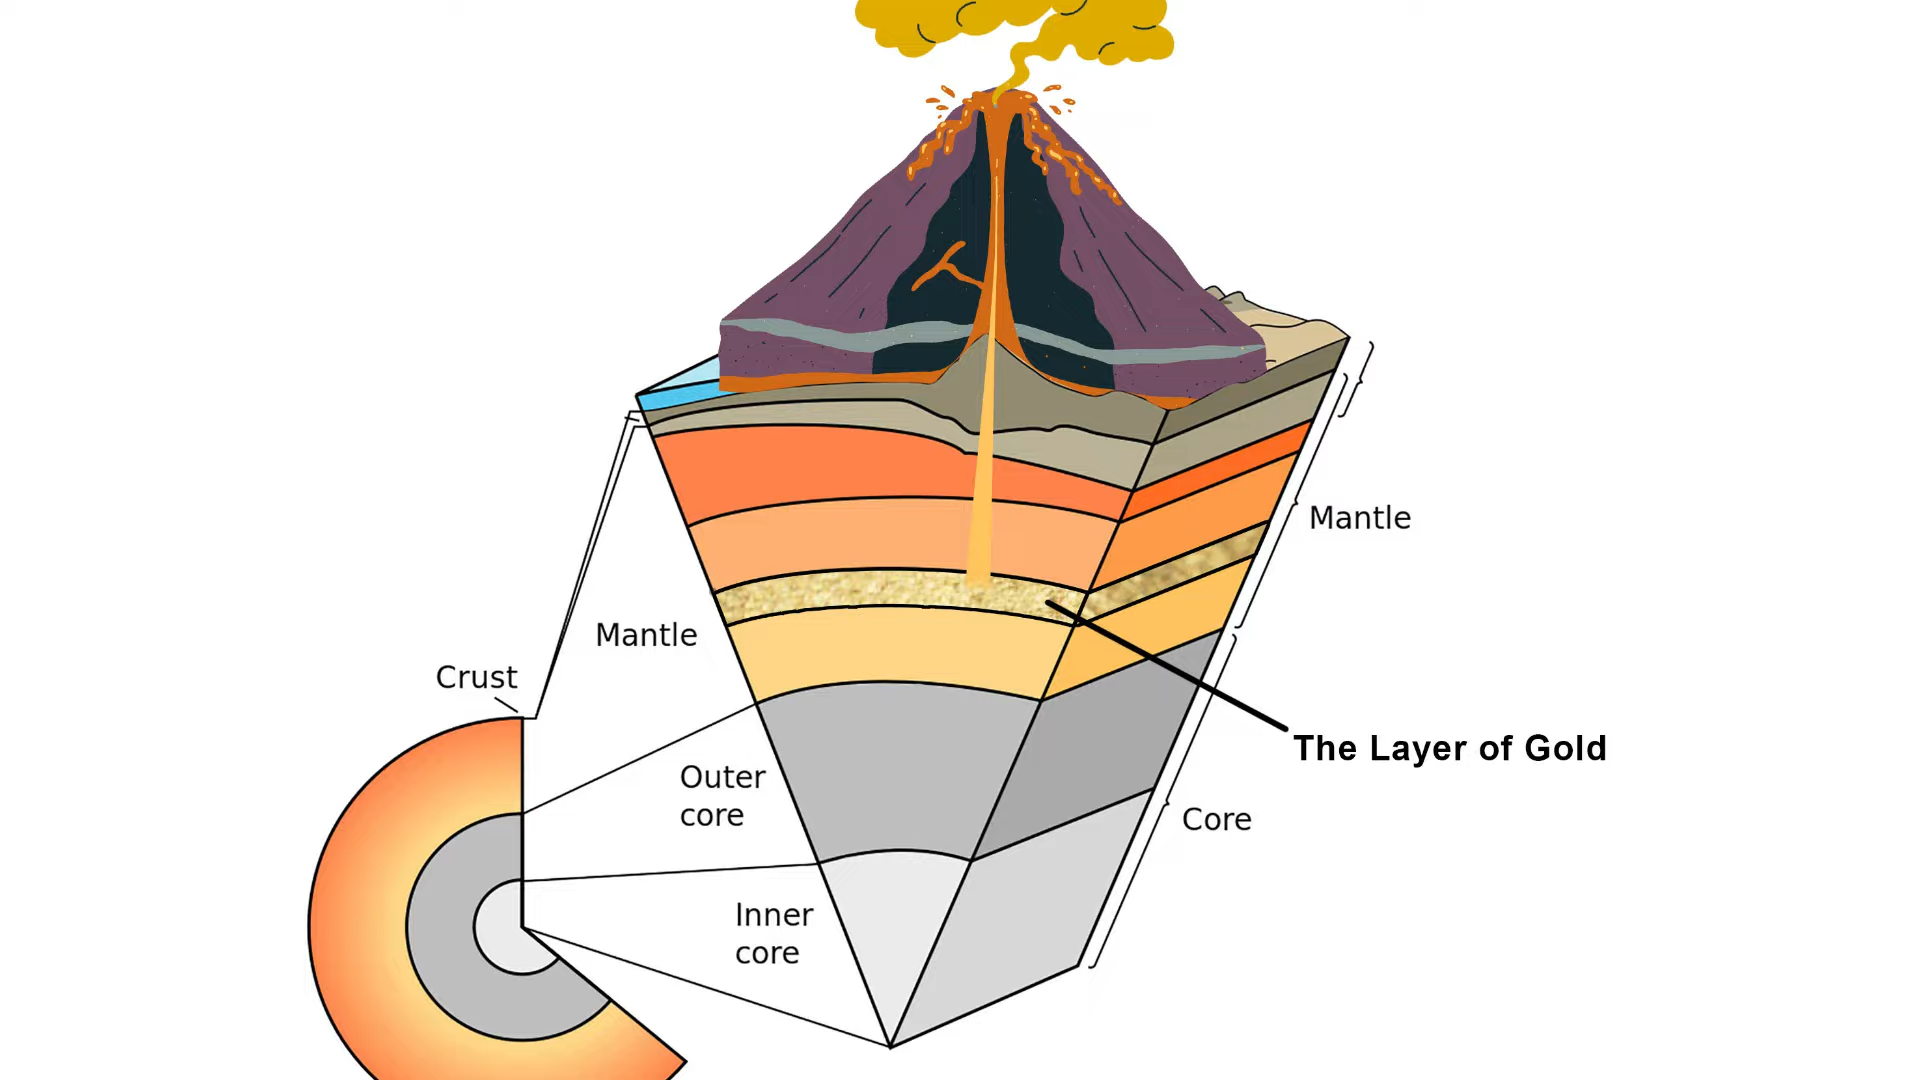 Mantle
Mantle
Crust
The Layer of Gold
Outer
core
Core
Inner
core